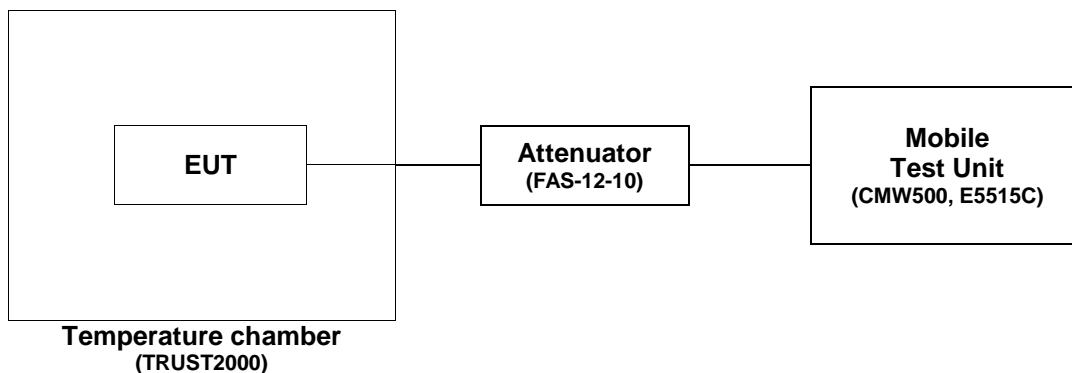 EUT
Attenuator
(FAS-12-10)
Mobile
Test Unit
(CMW500, E5515C)
Temperature chamber
(TRUST2000)